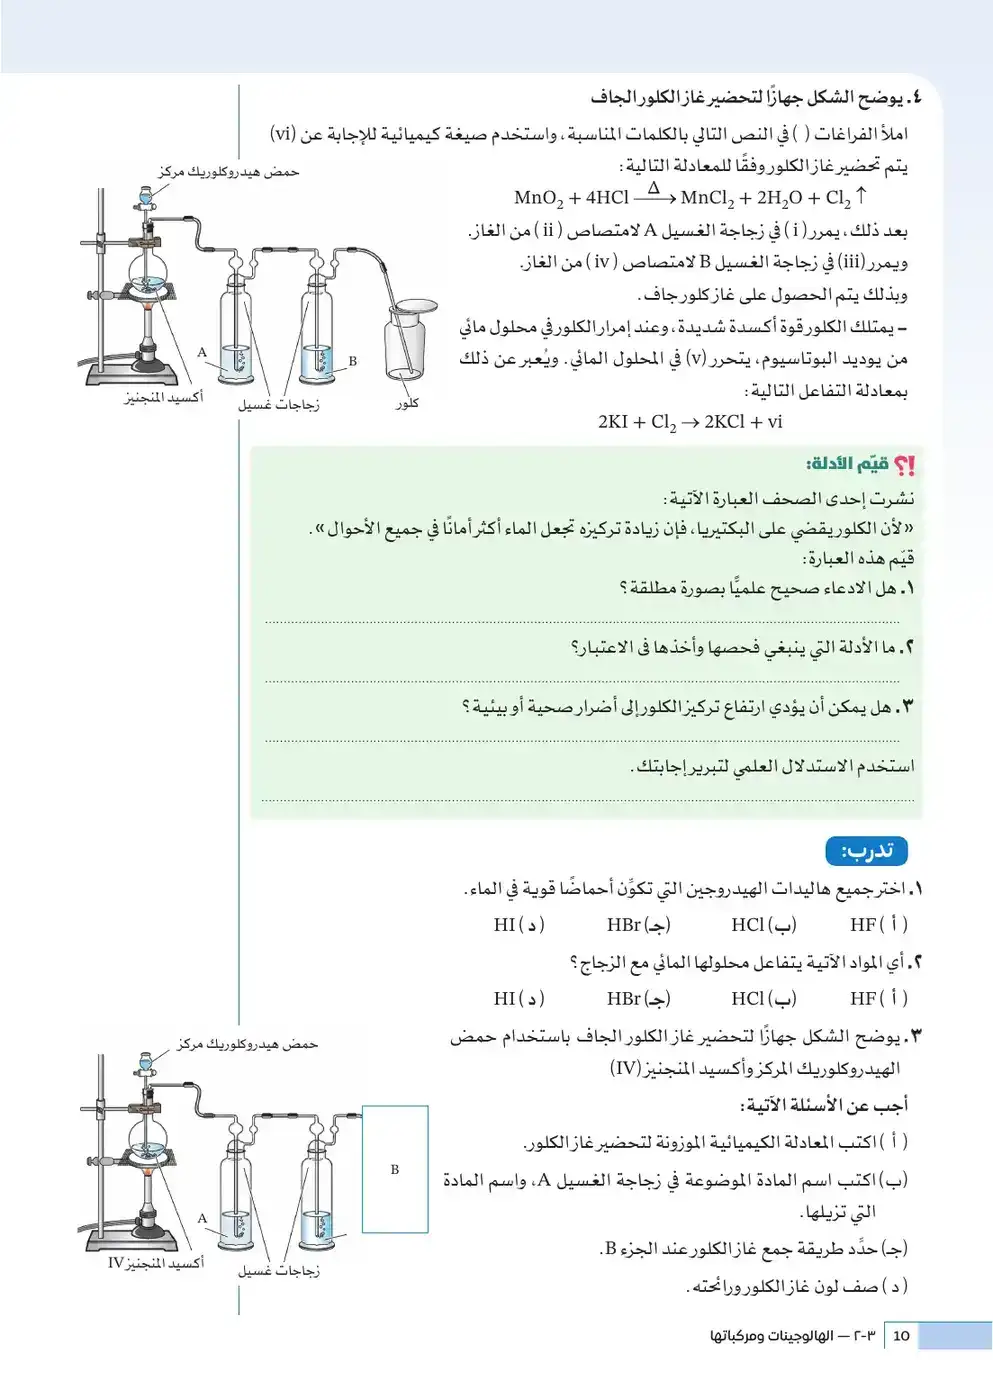 ٤. يوضح الشكل جهازًا لتحضير غاز الكلور الجاف
املأ الفراغات ( ) في النص التالي بالكلمات المناسبة، واستخدم صيغة كيميائية للإجابة عن (vi)
يتم تحضير غاز الكلور وفقًا للمعادلة التالية:
MnO₂ + 4HCl —Δ→ MnCl₂ + 2H₂O + Cl₂ ↑
بعد ذلك، يمرر ( i ) في زجاجة الغسيل A لامتصاص ( ii ) من الغاز.
ويمرر (iii) في زجاجة الغسيل B لامتصاص ( iv ) من الغاز.
وبذلك يتم الحصول على غاز كلور جاف.
– يمتلك الكلور قوة أكسدة شديدة، وعند إمرار الكلور في محلول مائي
من يوديد البوتاسيوم، يتحرر (v) في المحلول المائي. ويُعبر عن ذلك
بمعادلة التفاعل التالية:
2KI + Cl₂ → 2KCl + vi
حمض هيدروكلوريك مركز
A
B
أكسيد المنجنيز
زجاجات غسيل
كلور
!؟ قيّم الأدلة:
نشرت إحدى الصحف العبارة الآتية:
«لأن الكلور يقضي على البكتيريا، فإن زيادة تركيزه تجعل الماء أكثر أمانًا في جميع الأحوال».
قيّم هذه العبارة:
١. هل الادعاء صحيح علميًّا بصورة مطلقة؟
٢. ما الأدلة التي ينبغي فحصها وأخذها فى الاعتبار؟
٣. هل يمكن أن يؤدي ارتفاع تركيز الكلور إلى أضرار صحية أو بيئية؟
استخدم الاستدلال العلمي لتبرير إجابتك.
تدرب:
١. اختر جميع هاليدات الهيدروجين التي تكوِّن أحماضًا قوية في الماء.
( أ ) HF (ب) HCl (جـ) HBr ( د ) HI
٢. أي المواد الآتية يتفاعل محلولها المائي مع الزجاج؟
( أ ) HF (ب) HCl (جـ) HBr ( د ) HI
٣. يوضح الشكل جهازًا لتحضير غاز الكلور الجاف باستخدام حمض
الهيدروكلوريك المركز وأكسيد المنجنيز (IV)
أجب عن الأسئلة الآتية:
( أ ) اكتب المعادلة الكيميائية الموزونة لتحضير غاز الكلور.
(ب) اكتب اسم المادة الموضوعة في زجاجة الغسيل A، واسم المادة
التي تزيلها.
(جـ) حدِّد طريقة جمع غاز الكلور عند الجزء B.
( د ) صف لون غاز الكلور ورائحته.
حمض هيدروكلوريك مركز
B
A
أكسيد المنجنيز IV
زجاجات غسيل
10 ٣-٢ — الهالوجينات ومركباتها